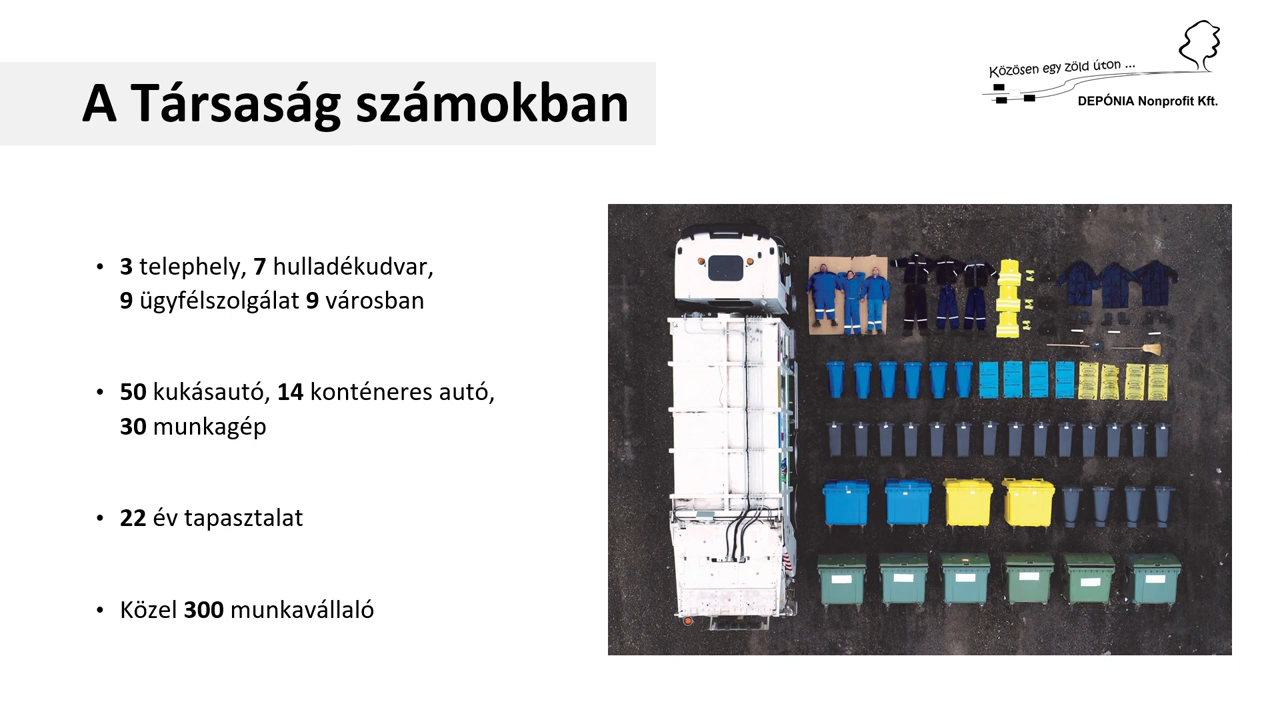 Közösen egy zöld úton ...
DEPÓNIA Nonprofit Kft.
A Társaság számokban
• 3 telephely, 7 hulladékudvar,
9 ügyfélszolgálat 9 városban
• 50 kukásautó, 14 konténeres autó,
30 munkagép
• 22 év tapasztalat
• Közel 300 munkavállaló